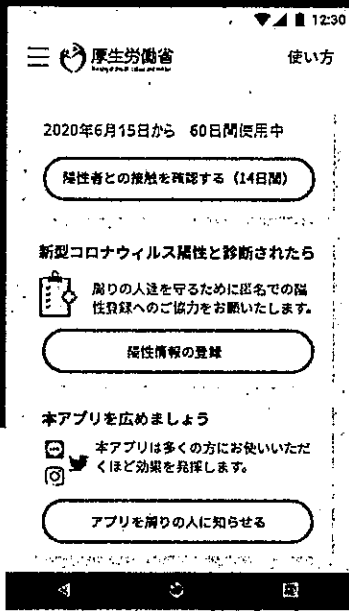 12:30
厚生労働省
使い方
2020年6月15日から 60日間使用中
陽性者との接触を確認する（14日間）
新型コロナウィルス陽性と診断されたら
周りの人達を守るために匿名での陽
性登録へのご協力をお願いいたします。
陽性情報の登録
本アプリを広めましょう
本アプリは多くの方にお使いいただ
くほど効果を発揮します。
アプリを周りの人に知らせる